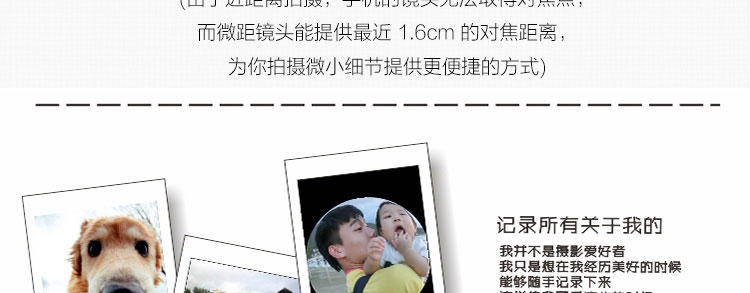 (由于近距离拍摄，手机的镜头无法取得对焦点，
而微距镜头能提供最近 1.6cm 的对焦距离，
为你拍摄微小细节提供更便捷的方式)
记录所有关于我的
我并不是摄影爱好者
我只是想在我经历美好的时候
能够随手记录下来